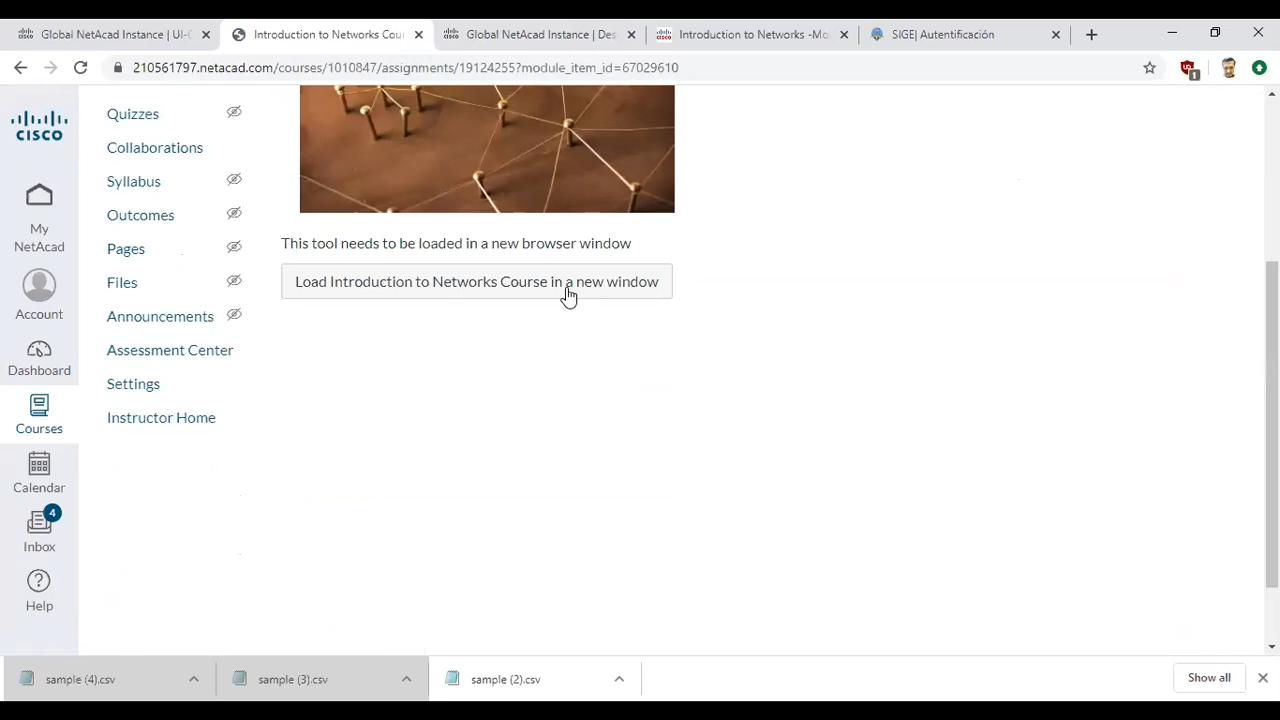 Global NetAcad Instance | UI-C
Introduction to Networks Cou
Global NetAcad Instance | Des
Introduction to Networks -Mo
SIGE| Autentificación
210561797.netacad.com/courses/1010847/assignments/19124255?module_item_id=67029610
1
CISCO
My
NetAcad
Account
Dashboard
Courses
Calendar
4
Inbox
Help
Quizzes
Collaborations
Syllabus
Outcomes
Pages
Files
Announcements
Assessment Center
Settings
Instructor Home
This tool needs to be loaded in a new browser window
Load Introduction to Networks Course in a new window
sample (4).csv
sample (3).csv
sample (2).csv
Show all